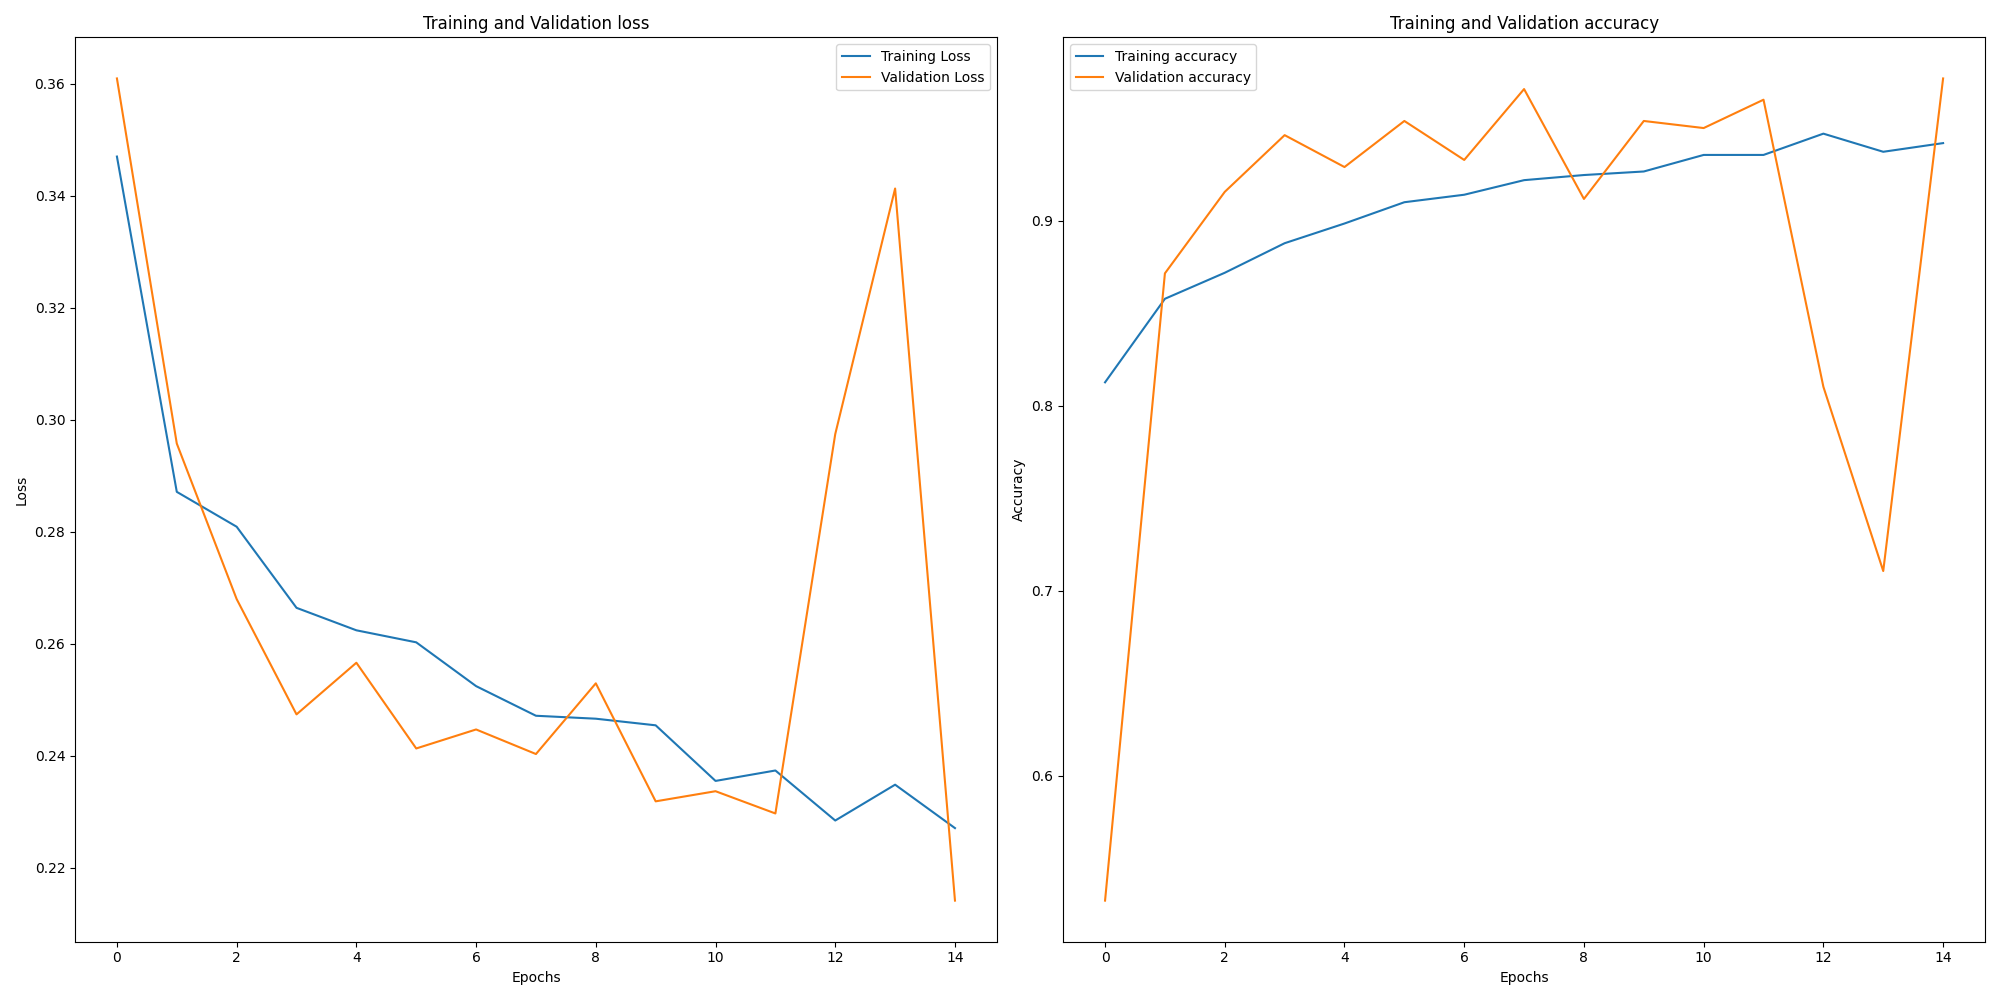 Training and Validation loss
Training Loss
Validation Loss
0.36
0.34
0.32
0.30
0.28
0.26
0.24
0.22
Loss
0 2 4 6 8 10 12 14
Epochs
Training and Validation accuracy
Training accuracy
Validation accuracy
0.9
0.8
0.7
0.6
Accuracy
0 2 4 6 8 10 12 14
Epochs